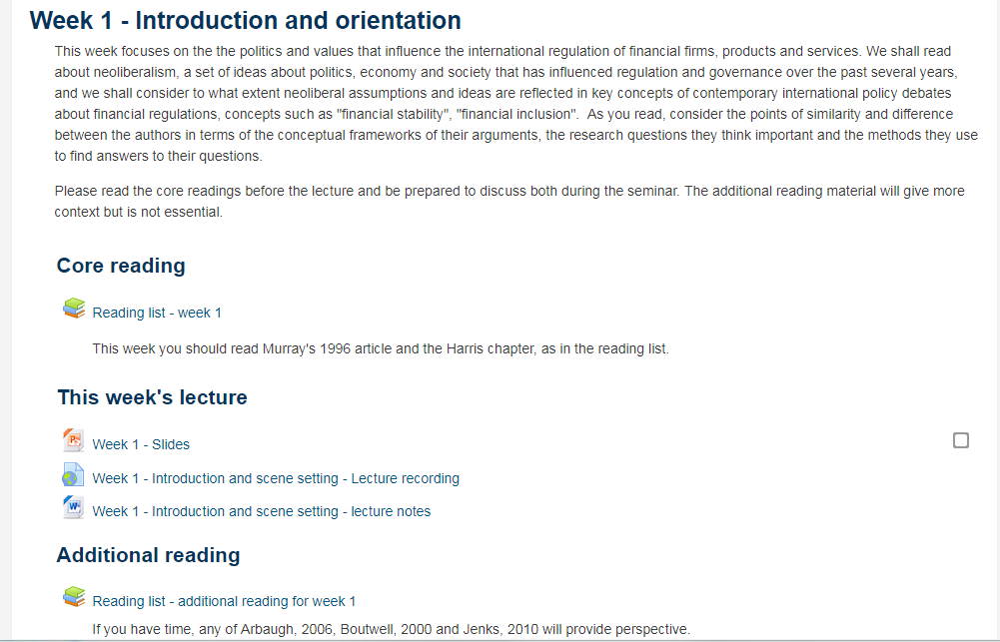 Week 1 - Introduction and orientation
This week focuses on the the politics and values that influence the international regulation of financial firms, products and services. We shall read
about neoliberalism, a set of ideas about politics, economy and society that has influenced regulation and governance over the past several years,
and we shall consider to what extent neoliberal assumptions and ideas are reflected in key concepts of contemporary international policy debates
about financial regulations, concepts such as "financial stability", "financial inclusion".  As you read, consider the points of similarity and difference
between the authors in terms of the conceptual frameworks of their arguments, the research questions they think important and the methods they use
to find answers to their questions.
Please read the core readings before the lecture and be prepared to discuss both during the seminar. The additional reading material will give more
context but is not essential.
Core reading
Reading list - week 1
This week you should read Murray's 1996 article and the Harris chapter, as in the reading list.
This week's lecture
Week 1 - Slides
Week 1 - Introduction and scene setting - Lecture recording
Week 1 - Introduction and scene setting - lecture notes
Additional reading
Reading list - additional reading for week 1
If you have time, any of Arbaugh, 2006, Boutwell, 2000 and Jenks, 2010 will provide perspective.